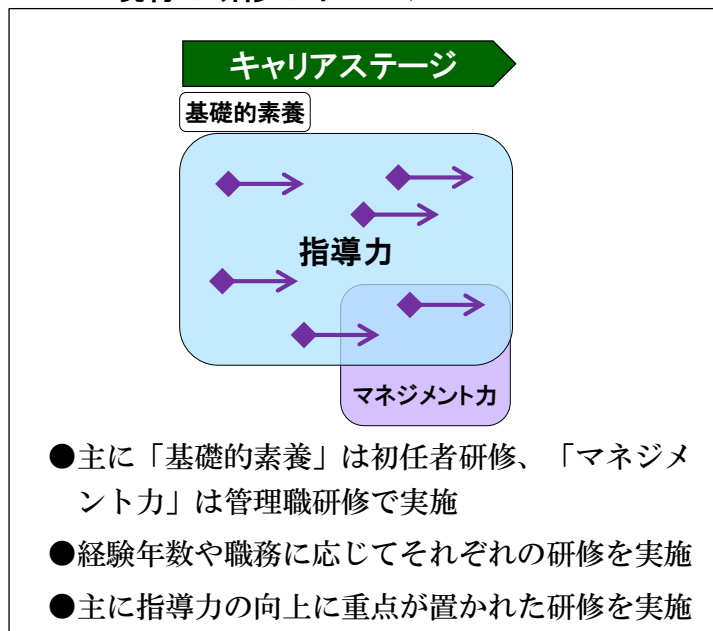 キャリアステージ
基礎的素養
指導力
マネジメント力
●主に「基礎的素養」は初任者研修、「マネジメ
ント力」は管理職研修で実施
●経験年数や職務に応じてそれぞれの研修を実施
●主に指導力の向上に重点が置かれた研修を実施